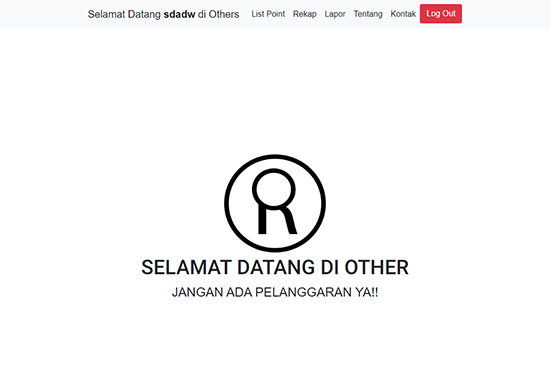 Selamat Datang sdadw di Others List Point Rekap Lapor Tentang Kontak Log Out
SELAMAT DATANG DI OTHER
JANGAN ADA PELANGGARAN YA!!